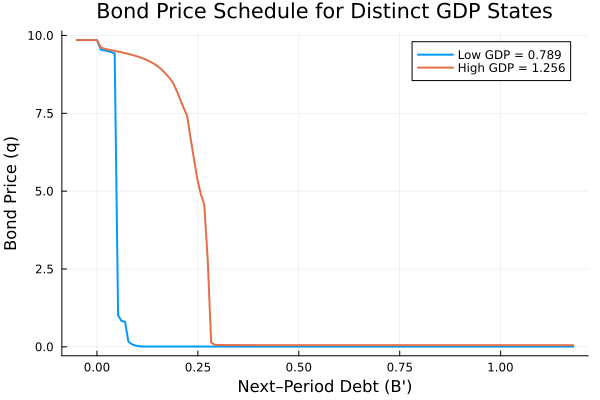 Bond Price Schedule for Distinct GDP States
Low GDP = 0.789
High GDP = 1.256
10.0
7.5
5.0
2.5
0.0
Bond Price (q)
0.00 0.25 0.50 0.75 1.00
Next–Period Debt (B')